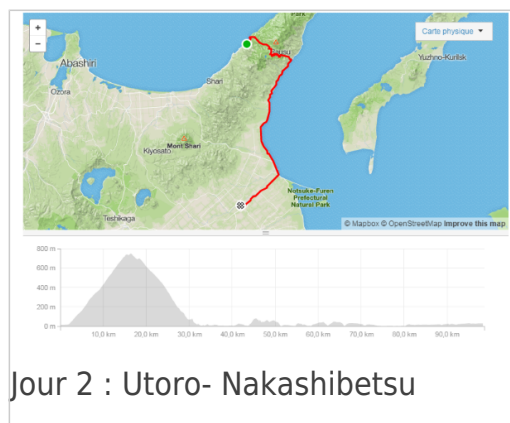 Park
+
−
Carte physique
Abashiri
Rausu
Yuzhno-Kurilsk
Shari
Ozora
Mont Shari
Kiyosato
Notsuke-Furen
Prefectural
Natural Park
Teshikaga
© Mapbox © OpenStreetMap Improve this map
800 m
600 m
400 m
200 m
0 m
10,0 km 20,0 km 30,0 km 40,0 km 50,0 km 60,0 km 70,0 km 80,0 km 90,0 km
Jour 2 : Utoro- Nakashibetsu